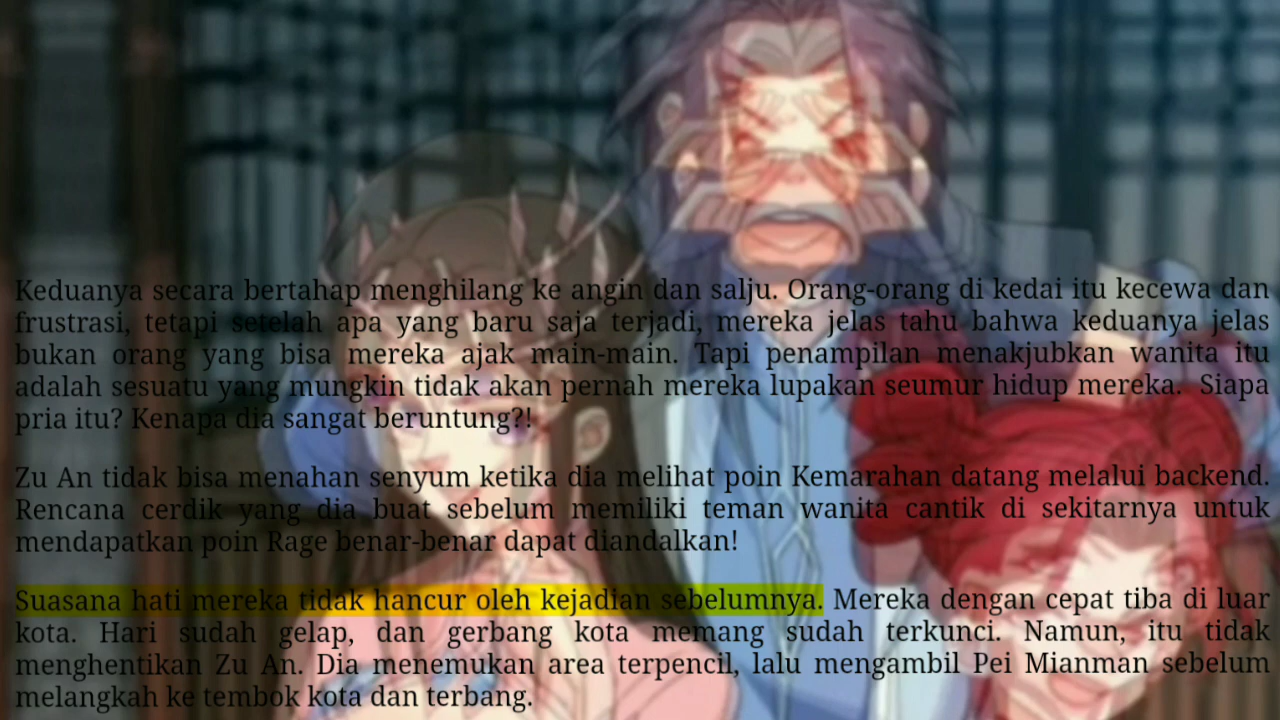 Keduanya secara bertahap menghilang ke angin dan salju. Orang-orang di kedai itu kecewa dan
frustrasi, tetapi setelah apa yang baru saja terjadi, mereka jelas tahu bahwa keduanya jelas
bukan orang yang bisa mereka ajak main-main. Tapi penampilan menakjubkan wanita itu
adalah sesuatu yang mungkin tidak akan pernah mereka lupakan seumur hidup mereka. Siapa
pria itu? Kenapa dia sangat beruntung?!
Zu An tidak bisa menahan senyum ketika dia melihat poin Kemarahan datang melalui backend.
Rencana cerdik yang dia buat sebelum memiliki teman wanita cantik di sekitarnya untuk
mendapatkan poin Rage benar-benar dapat diandalkan!
Suasana hati mereka tidak hancur oleh kejadian sebelumnya. Mereka dengan cepat tiba di luar
kota. Hari sudah gelap, dan gerbang kota memang sudah terkunci. Namun, itu tidak
menghentikan Zu An. Dia menemukan area terpencil, lalu mengambil Pei Mianman sebelum
melangkah ke tembok kota dan terbang.